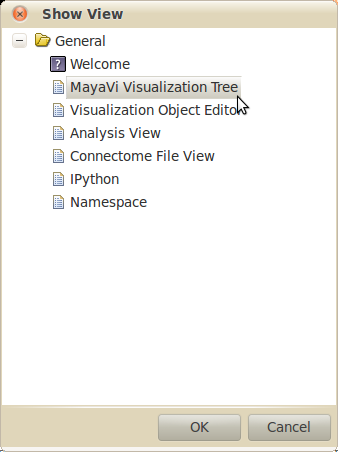 Show View
General
? Welcome
MayaVi Visualization Tree
Visualization Object Editor
Analysis View
Connectome File View
IPython
Namespace
OK Cancel